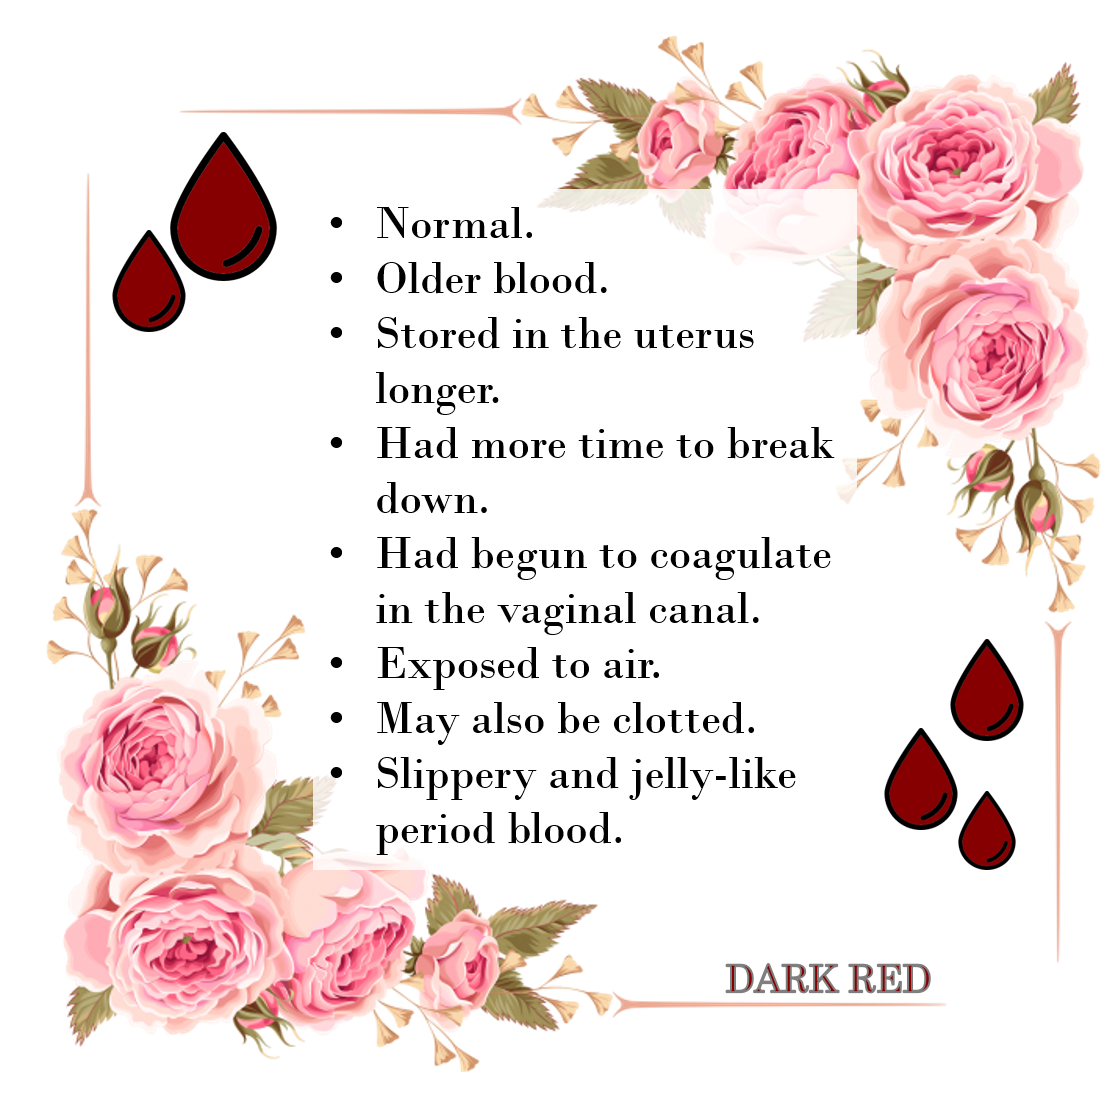 • Normal.
• Older blood.
• Stored in the uterus
longer.
• Had more time to break
down.
• Had begun to coagulate
in the vaginal canal.
• Exposed to air.
• May also be clotted.
• Slippery and jelly-like
period blood.
DARK RED